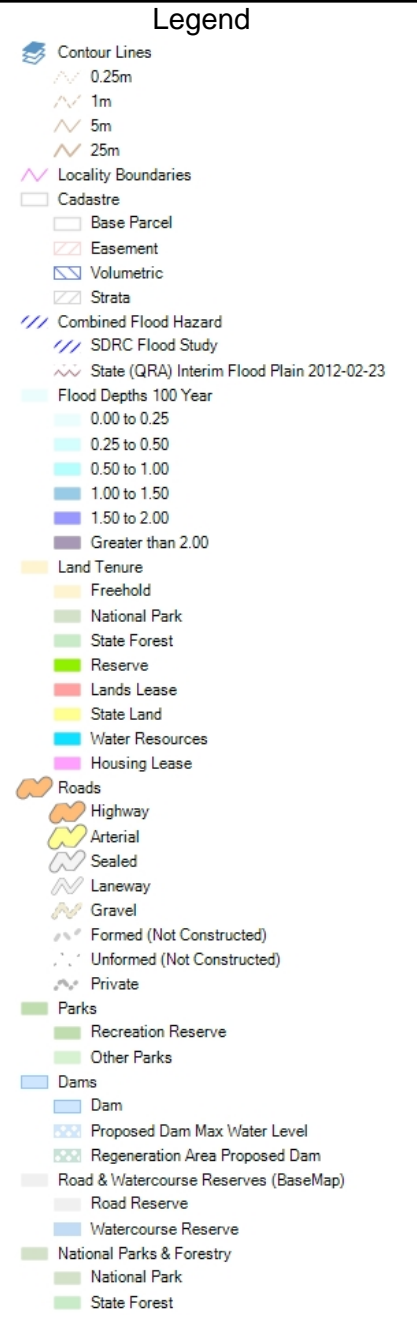 Legend
Contour Lines
0.25m
1m
5m
25m
Locality Boundaries
Cadastre
Base Parcel
Easement
Volumetric
Strata
Combined Flood Hazard
SDRC Flood Study
State (QRA) Interim Flood Plain 2012-02-23
Flood Depths 100 Year
0.00 to 0.25
0.25 to 0.50
0.50 to 1.00
1.00 to 1.50
1.50 to 2.00
Greater than 2.00
Land Tenure
Freehold
National Park
State Forest
Reserve
Lands Lease
State Land
Water Resources
Housing Lease
Roads
Highway
Arterial
Sealed
Laneway
Gravel
Formed (Not Constructed)
Unformed (Not Constructed)
Private
Parks
Recreation Reserve
Other Parks
Dams
Dam
Proposed Dam Max Water Level
Regeneration Area Proposed Dam
Road & Watercourse Reserves (BaseMap)
Road Reserve
Watercourse Reserve
National Parks & Forestry
National Park
State Forest